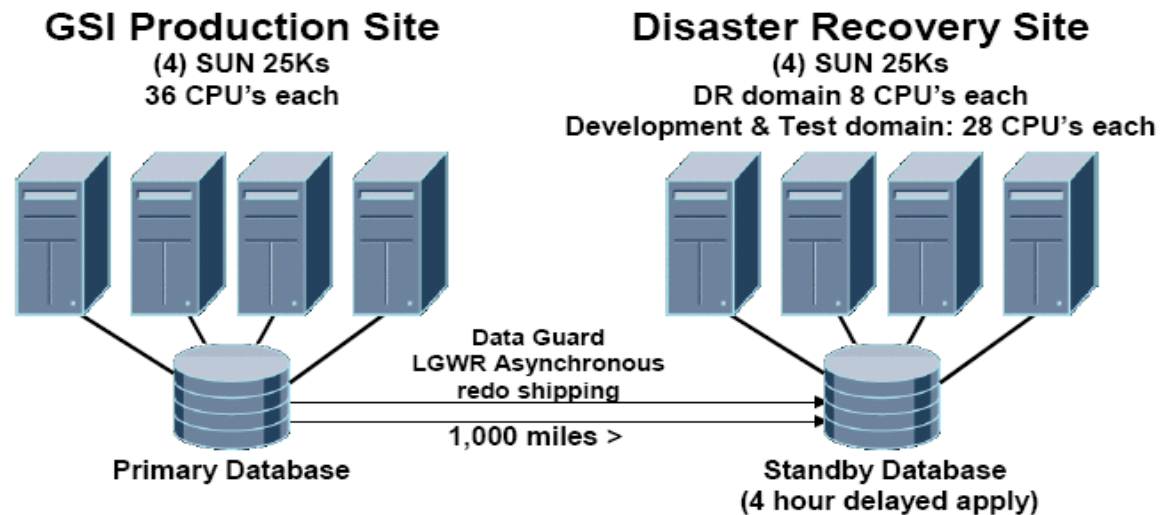 GSI Production Site
(4) SUN 25Ks
36 CPU's each
Disaster Recovery Site
(4) SUN 25Ks
DR domain 8 CPU's each
Development & Test domain: 28 CPU's each
Data Guard
LGWR Asynchronous
redo shipping
1,000 miles >
Primary Database
Standby Database
(4 hour delayed apply)